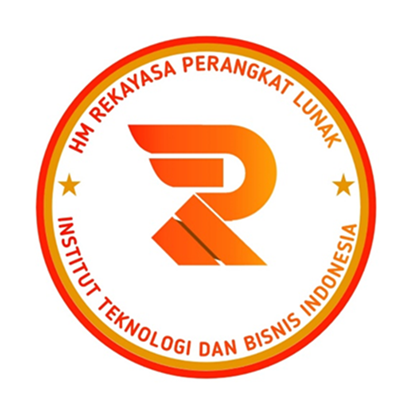 HM REKAYASA PERANGKAT LUNAK
R
INSTITUT TEKNOLOGI DAN BISNIS INDONESIA